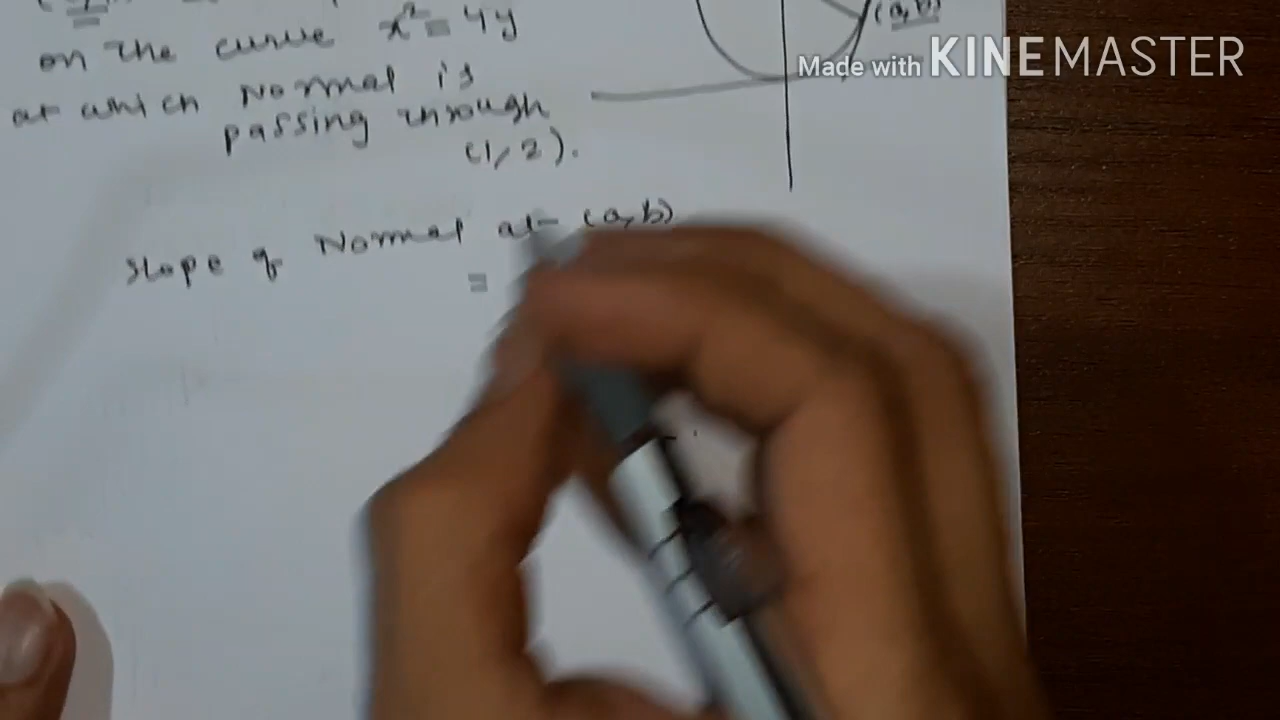 on the curve x² = 4y
(a,b)
Made with KINEMASTER
at which Normal is
passing through
(1,2).
Slope of Normal at (a,b)
=